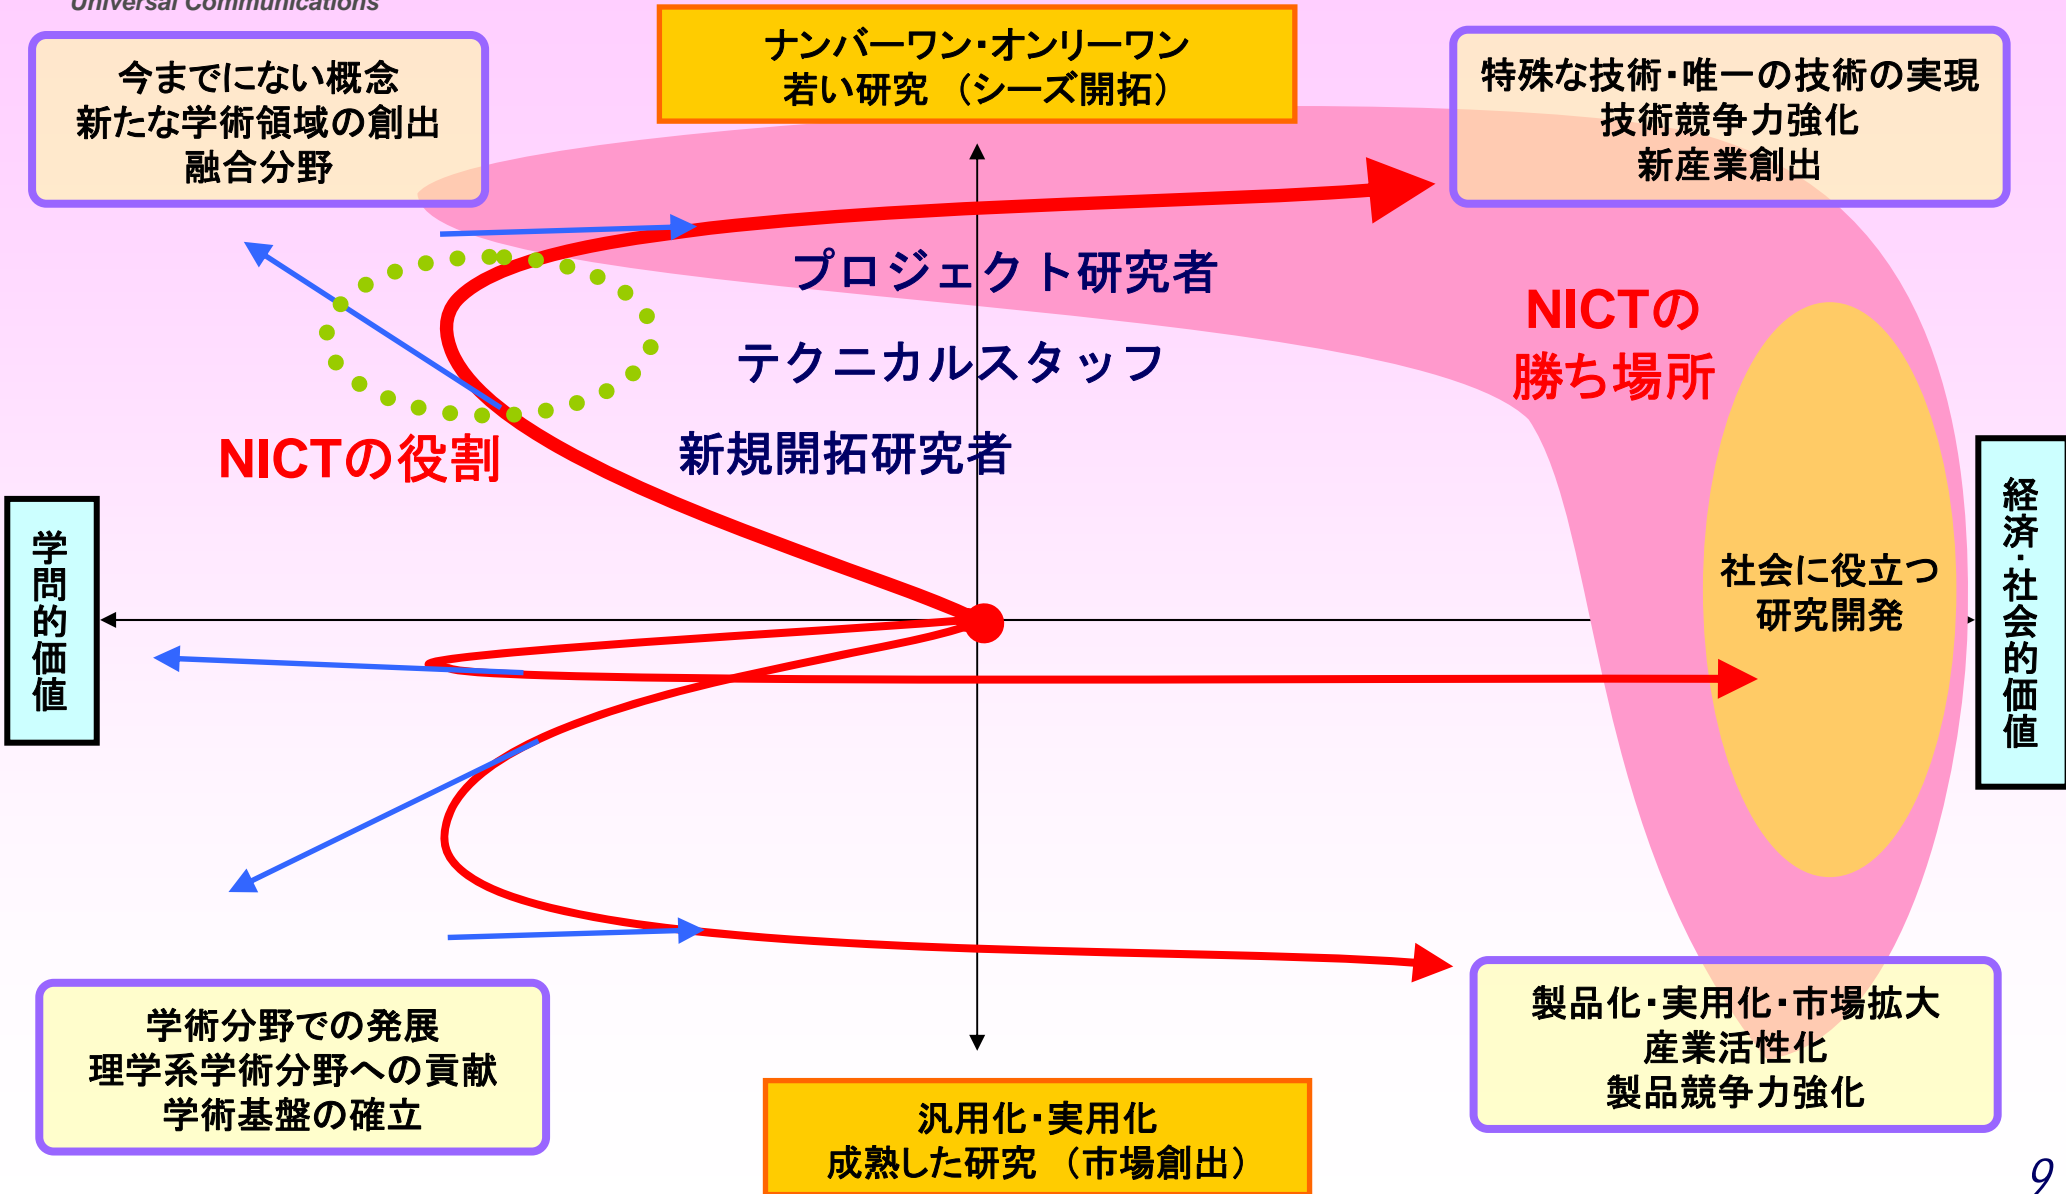 Universal Communications
ナンバーワン・オンリーワン
若い研究 （シーズ開拓）
今までにない概念
新たな学術領域の創出
融合分野
特殊な技術・唯一の技術の実現
技術競争力強化
新産業創出
プロジェクト研究者
テクニカルスタッフ
新規開拓研究者
NICTの
勝ち場所
NICTの役割
学問的価値
経済・社会的価値
社会に役立つ
研究開発
学術分野での発展
理学系学術分野への貢献
学術基盤の確立
製品化・実用化・市場拡大
産業活性化
製品競争力強化
汎用化・実用化
成熟した研究 （市場創出）
9